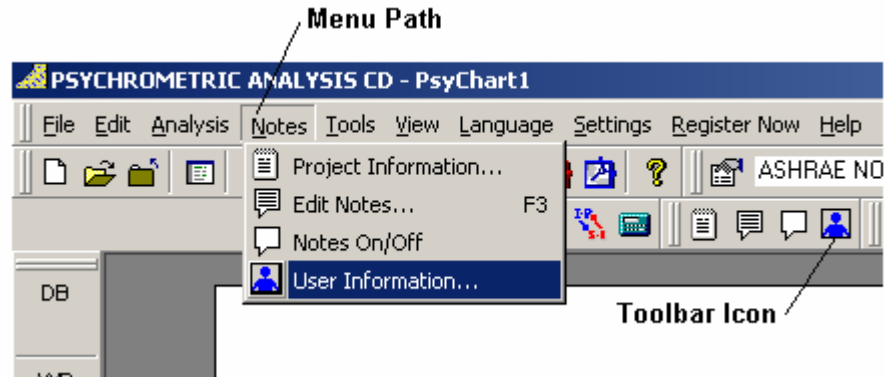 Menu Path
PSYCHROMETRIC ANALYSIS CD - PsyChart1
File Edit Analysis Notes Tools View Language Settings Register Now Help
Project Information...
ASHRAE NO
Edit Notes... F3
I-P
S-I
Notes On/Off
User Information...
DB
Toolbar Icon